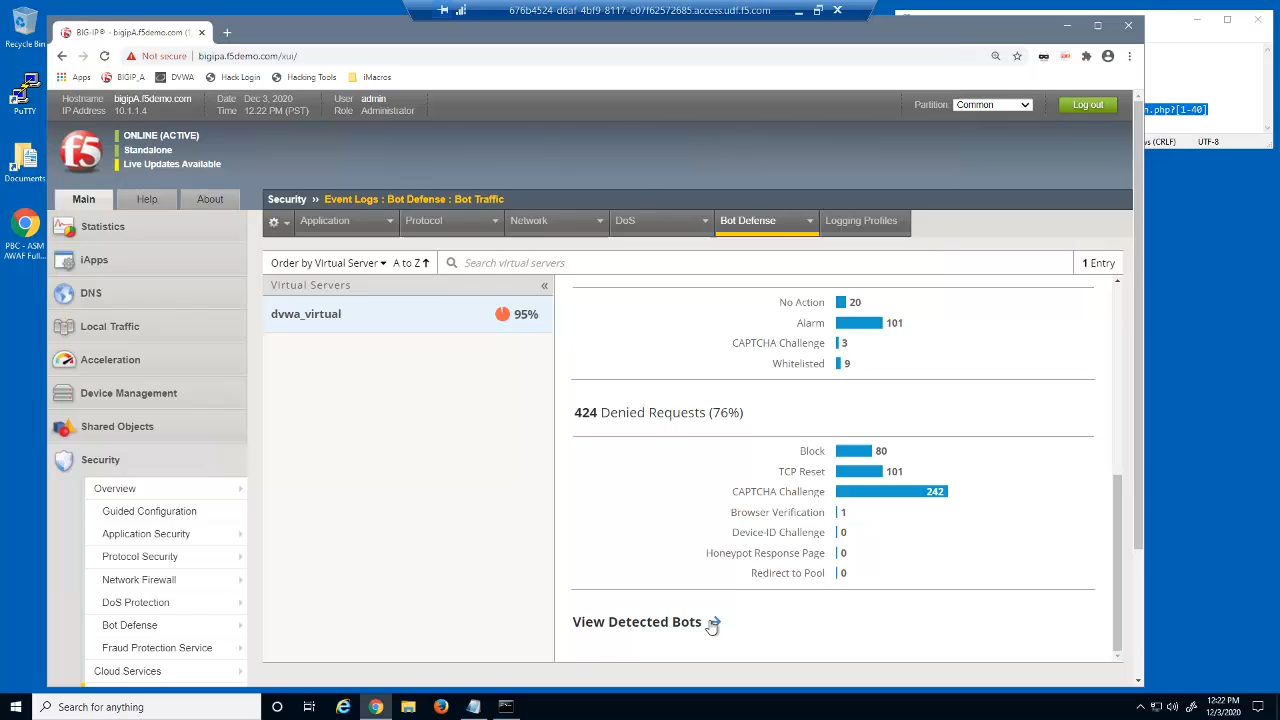 676b4524-d6af-4bf9-8117-e07f62572685.access.udf.f5.com
Recycle Bin
PuTTY
Documents
PBC - ASM
AWAF Full...
BIG-IP® - bigipA.f5demo.com (1
Not secure
bigipa.f5demo.com/xui/
Apps
BIGIP_A
DVWA
Hack Login
Hacking Tools
iMacros
Hostname bigipA.f5demo.com
IP Address 10.1.1.4
Date Dec 3, 2020
Time 12:22 PM (PST)
User admin
Role Administrator
Partition: Common
Log out
n.php?[1-40]
UTF-8
f5
ONLINE (ACTIVE)
Standalone
Live Updates Available
Main
Help
About
Security » Event Logs : Bot Defense : Bot Traffic
Application
Protocol
Network
DoS
Bot Defense
Logging Profiles
Statistics
iApps
DNS
Local Traffic
Acceleration
Device Management
Shared Objects
Security
Overview
Guided Configuration
Application Security
Protocol Security
Network Firewall
DoS Protection
Bot Defense
Fraud Protection Service
Cloud Services
Order by Virtual Server
A to Z
Search virtual servers
1 Entry
Virtual Servers
dvwa_virtual
95%
No Action 20
Alarm 101
CAPTCHA Challenge 3
Whitelisted 9
424 Denied Requests (76%)
Block 80
TCP Reset 101
CAPTCHA Challenge 242
Browser Verification 1
Device-ID Challenge 0
Honeypot Response Page 0
Redirect to Pool 0
View Detected Bots
Search for anything
12:22 PM
12/3/2020